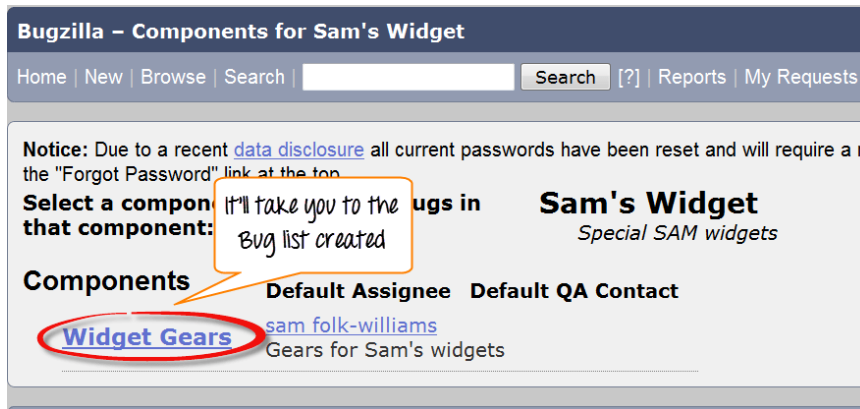 Bugzilla – Components for Sam's Widget
Home | New | Browse | Search | Search [?] | Reports | My Requests
Notice: Due to a recent data disclosure all current passwords have been reset and will require a
the "Forgot Password" link at the top
Select a compon ugs in
that component:
It'll take you to the
Bug list created
Sam's Widget
Special SAM widgets
Components
Default Assignee Default QA Contact
Widget Gears sam folk-williams
Gears for Sam's widgets